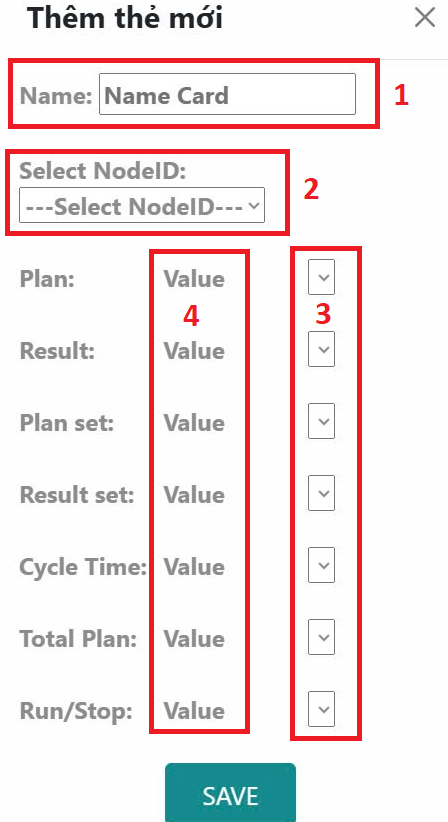 Thêm thẻ mới
Name: Name Card 1
Select NodeID:
---Select NodeID--- 2
Plan: Value
4 3
Result: Value
Plan set: Value
Result set: Value
Cycle Time: Value
Total Plan: Value
Run/Stop: Value
SAVE